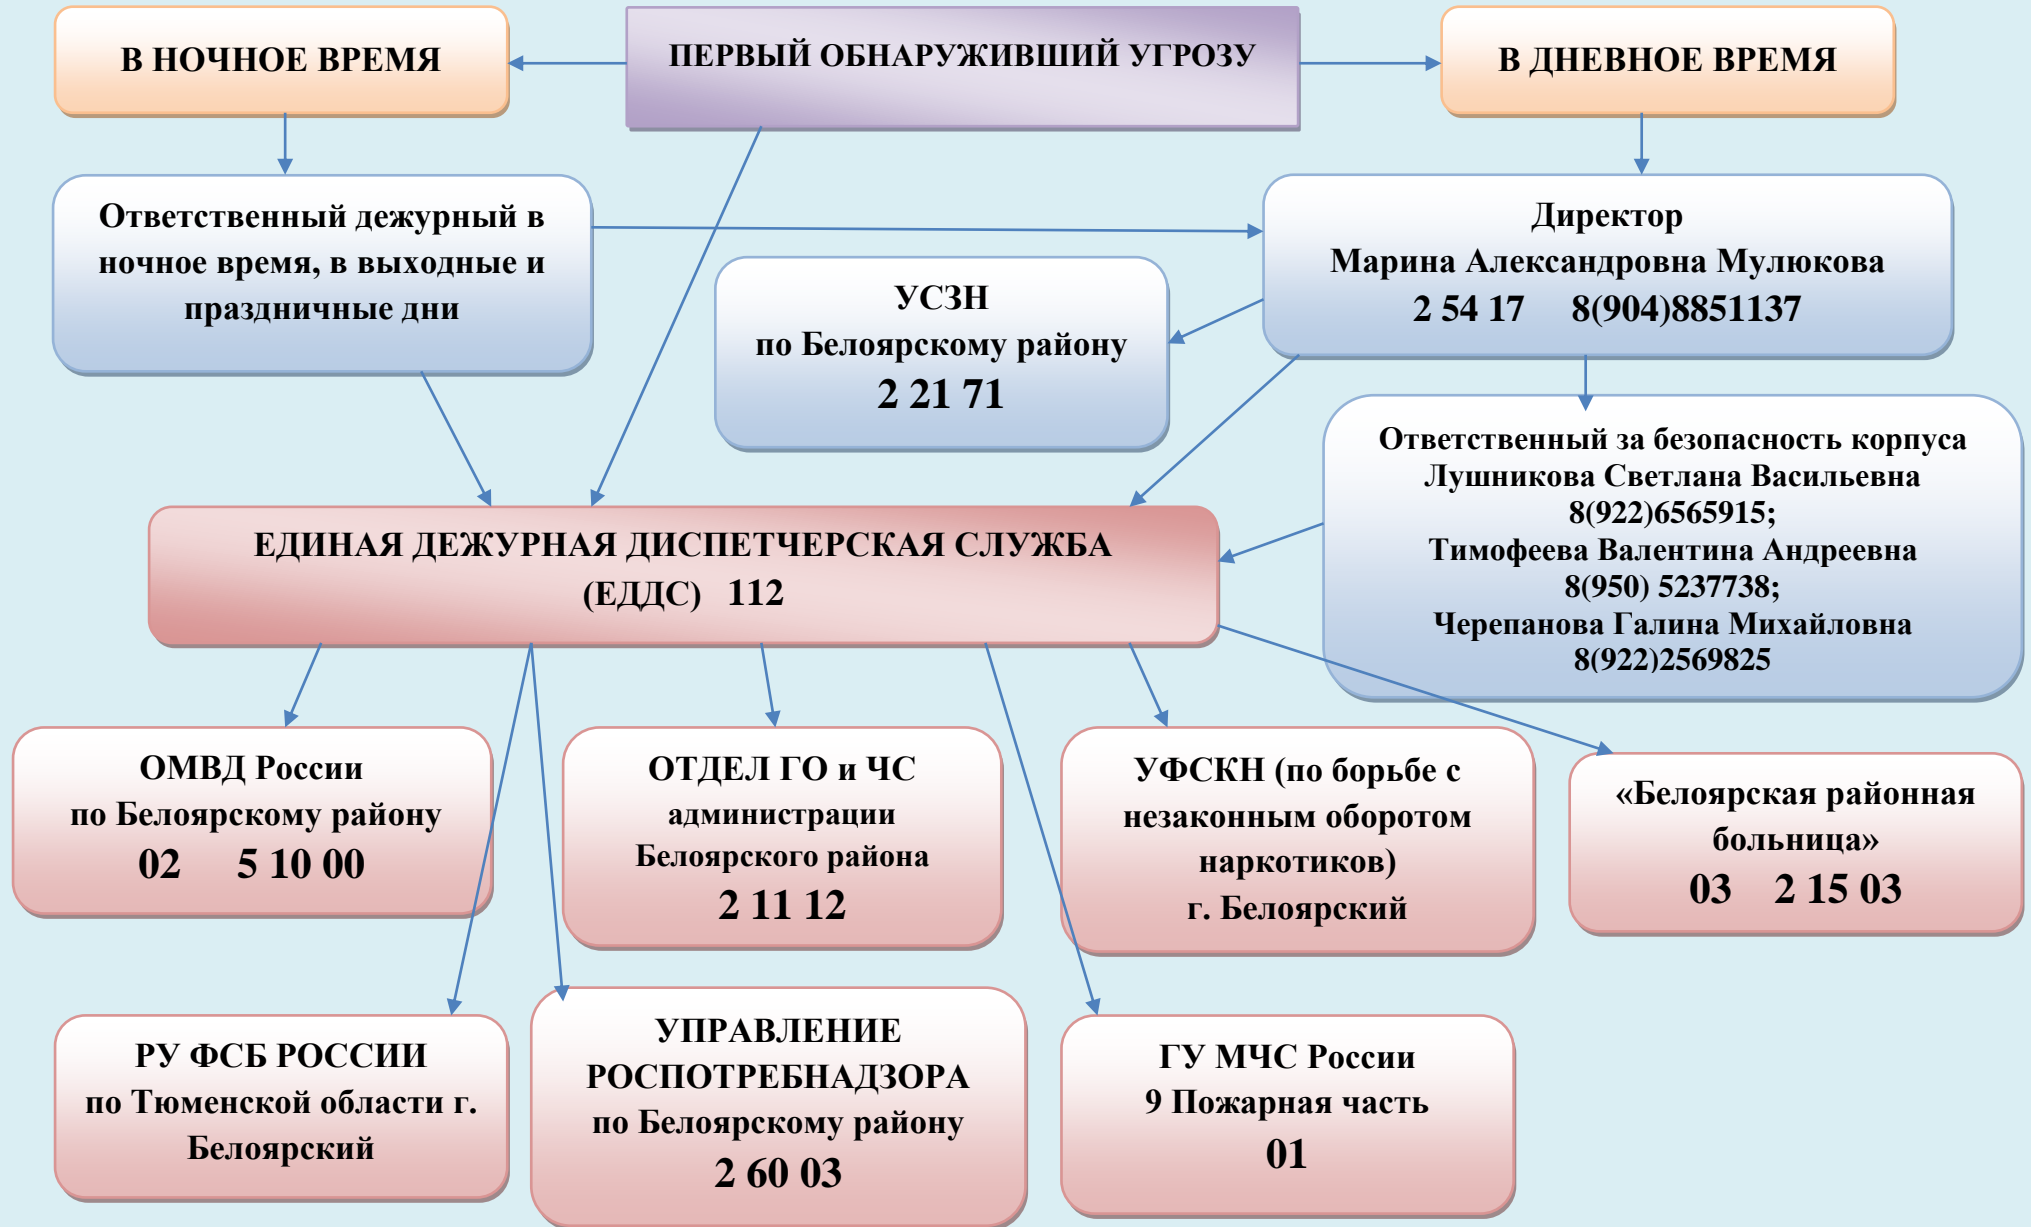 В НОЧНОЕ ВРЕМЯ
ПЕРВЫЙ ОБНАРУЖИВШИЙ УГРОЗУ
В ДНЕВНОЕ ВРЕМЯ
Ответственный дежурный в
ночное время, в выходные и
праздничные дни
Директор
Марина Александровна Мулюкова
2 54 17 8(904)8851137
УСЗН
по Белоярскому району
2 21 71
Ответственный за безопасность корпуса
Лушникова Светлана Васильевна
8(922)6565915;
Тимофеева Валентина Андреевна
8(950) 5237738;
Черепанова Галина Михайловна
8(922)2569825
ЕДИНАЯ ДЕЖУРНАЯ ДИСПЕТЧЕРСКАЯ СЛУЖБА
(ЕДДС) 112
ОМВД России
по Белоярскому району
02 5 10 00
ОТДЕЛ ГО и ЧС
администрации
Белоярского района
2 11 12
УФСКН (по борьбе с
незаконным оборотом
наркотиков)
г. Белоярский
«Белоярская районная
больница»
03 2 15 03
РУ ФСБ РОССИИ
по Тюменской области г.
Белоярский
УПРАВЛЕНИЕ
РОСПОТРЕБНАДЗОРА
по Белоярскому району
2 60 03
ГУ МЧС России
9 Пожарная часть
01